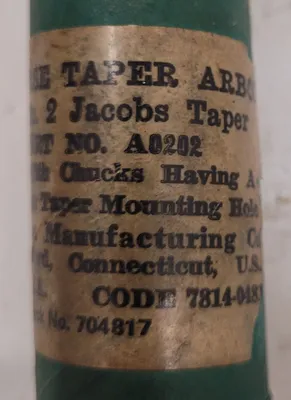 TAPER ARBO
2 Jacobs Taper
NO. A0202
Chucks Having A
Taper Mounting Hole
Manufacturing Co
Connecticut, U.S.
CODE 7814-048
No. 704817